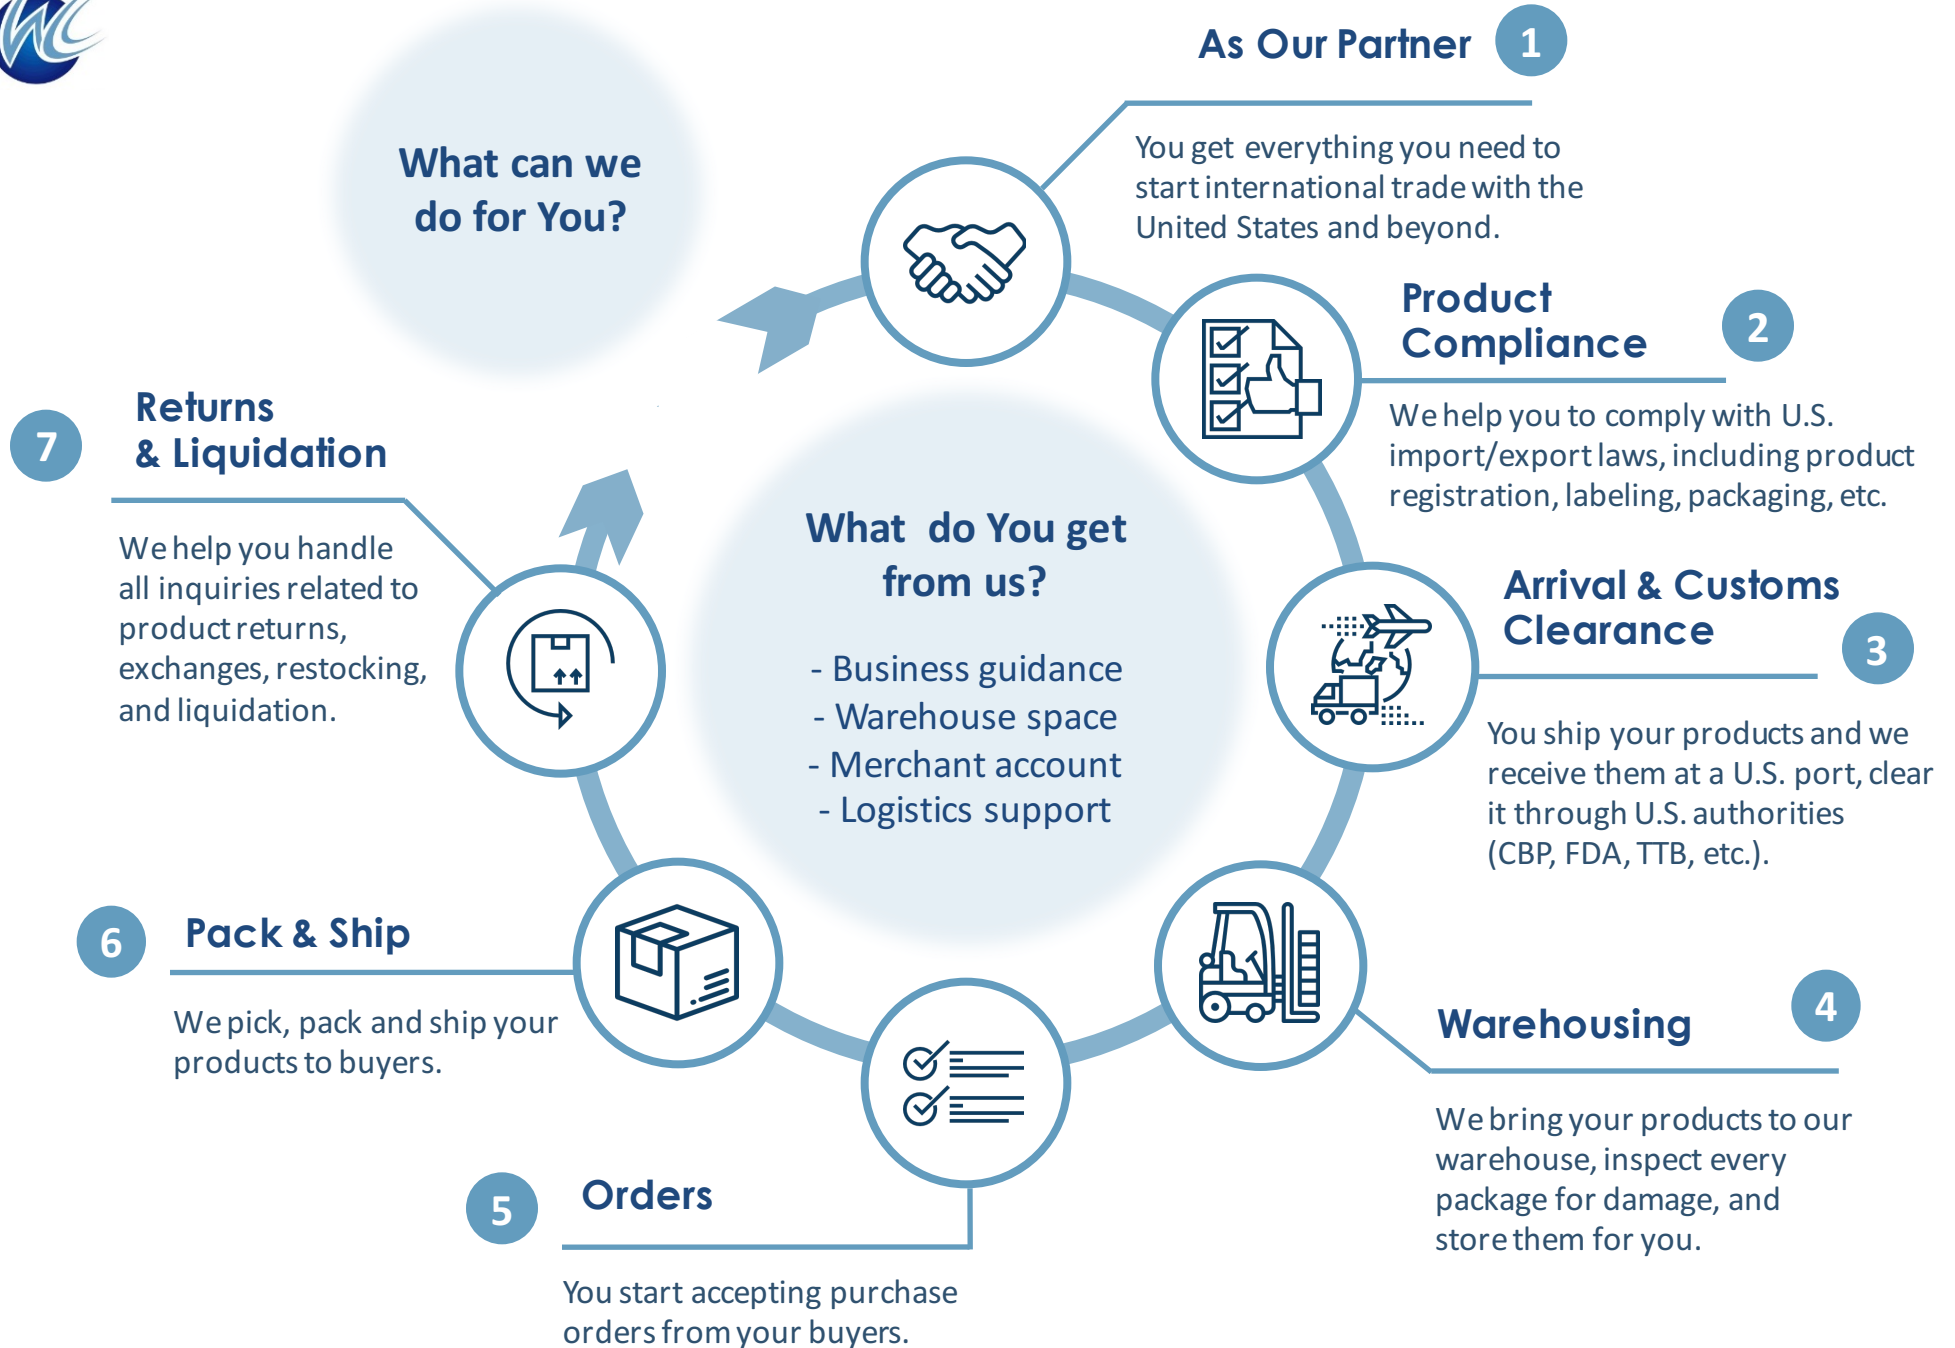 WC
What can we
do for You?
As Our Partner
1
You get everything you need to
start international trade with the
United States and beyond.
Product
Compliance
2
We help you to comply with U.S.
import/export laws, including product
registration, labeling, packaging, etc.
Arrival & Customs
Clearance
3
You ship your products and we
receive them at a U.S. port, clear
it through U.S. authorities
(CBP, FDA, TTB, etc.).
4
Warehousing
We bring your products to our
warehouse, inspect every
package for damage, and
store them for you.
5
Orders
You start accepting purchase
orders from your buyers.
6
Pack & Ship
We pick, pack and ship your
products to buyers.
7
Returns
& Liquidation
We help you handle
all inquiries related to
product returns,
exchanges, restocking,
and liquidation.
What do You get
from us?
- Business guidance
- Warehouse space
- Merchant account
- Logistics support